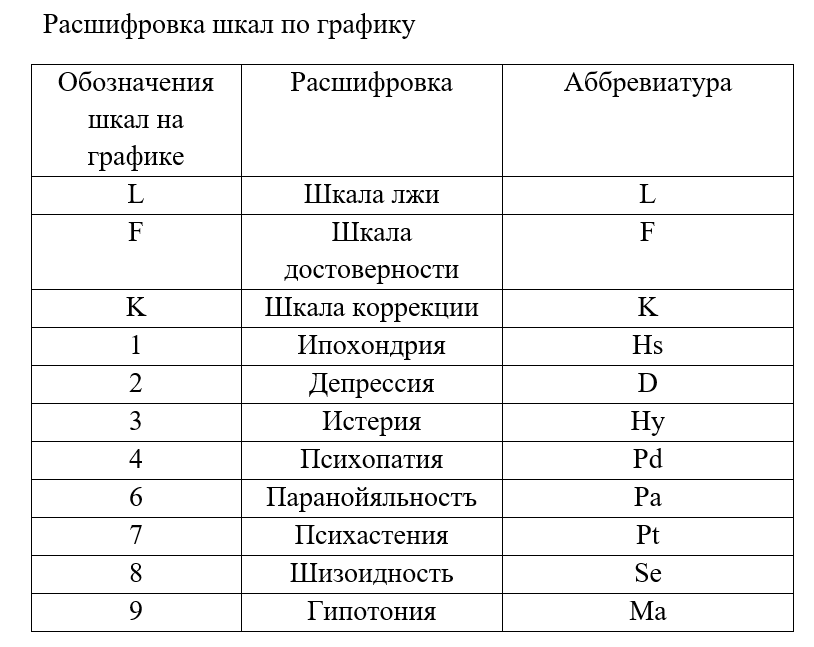 Расшифровка шкал по графику
Обозначения Расшифровка Аббревиатура
шкал на
графике
L Шкала лжи L
F Шкала F
достоверности
K Шкала коррекции K
1 Ипохондрия Hs
2 Депрессия D
3 Истерия Hy
4 Психопатия Pd
6 Паранойяльностъ Pa
7 Психастения Pt
8 Шизоидность Se
9 Гипотония Ma